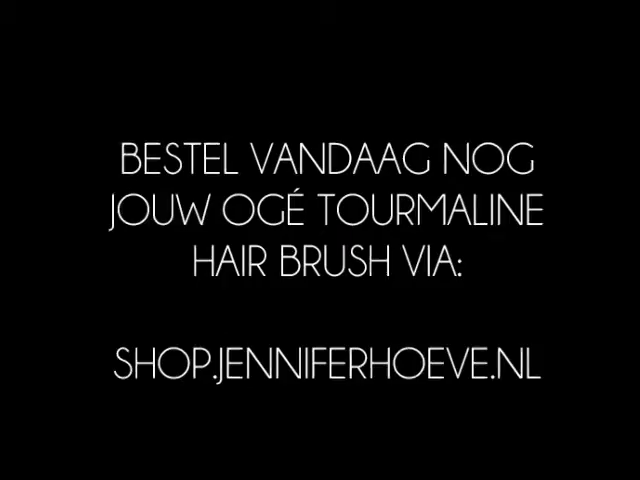 BESTEL VANDAAG NOG
JOUW OGÉ TOURMALINE
HAIR BRUSH VIA:
SHOP.JENNIFERHOEVE.NL